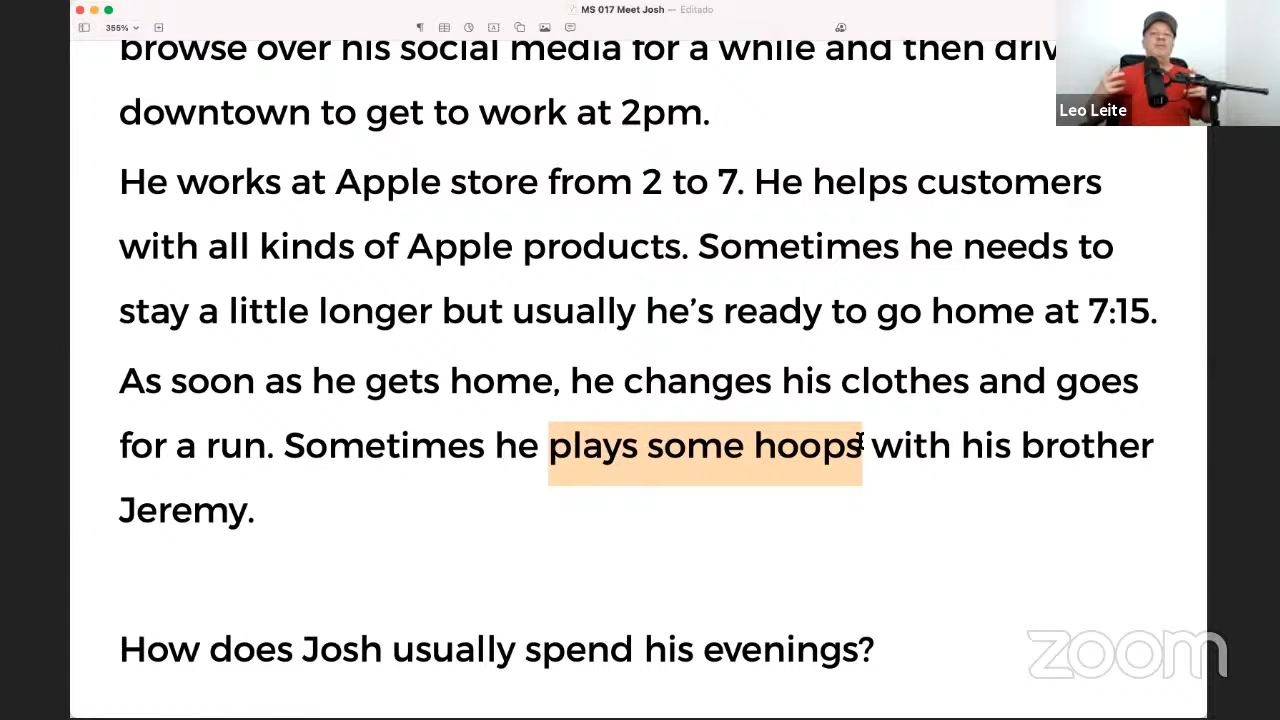 MS 017 Meet Josh — Editado
355%
browse over his social media for a while and then driv
downtown to get to work at 2pm.
Leo Leite
He works at Apple store from 2 to 7. He helps customers
with all kinds of Apple products. Sometimes he needs to
stay a little longer but usually he’s ready to go home at 7:15.
As soon as he gets home, he changes his clothes and goes
for a run. Sometimes he plays some hoops with his brother
Jeremy.
How does Josh usually spend his evenings?
zoom